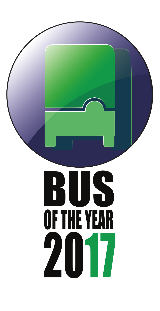 BUS
OF THE YEAR
2017